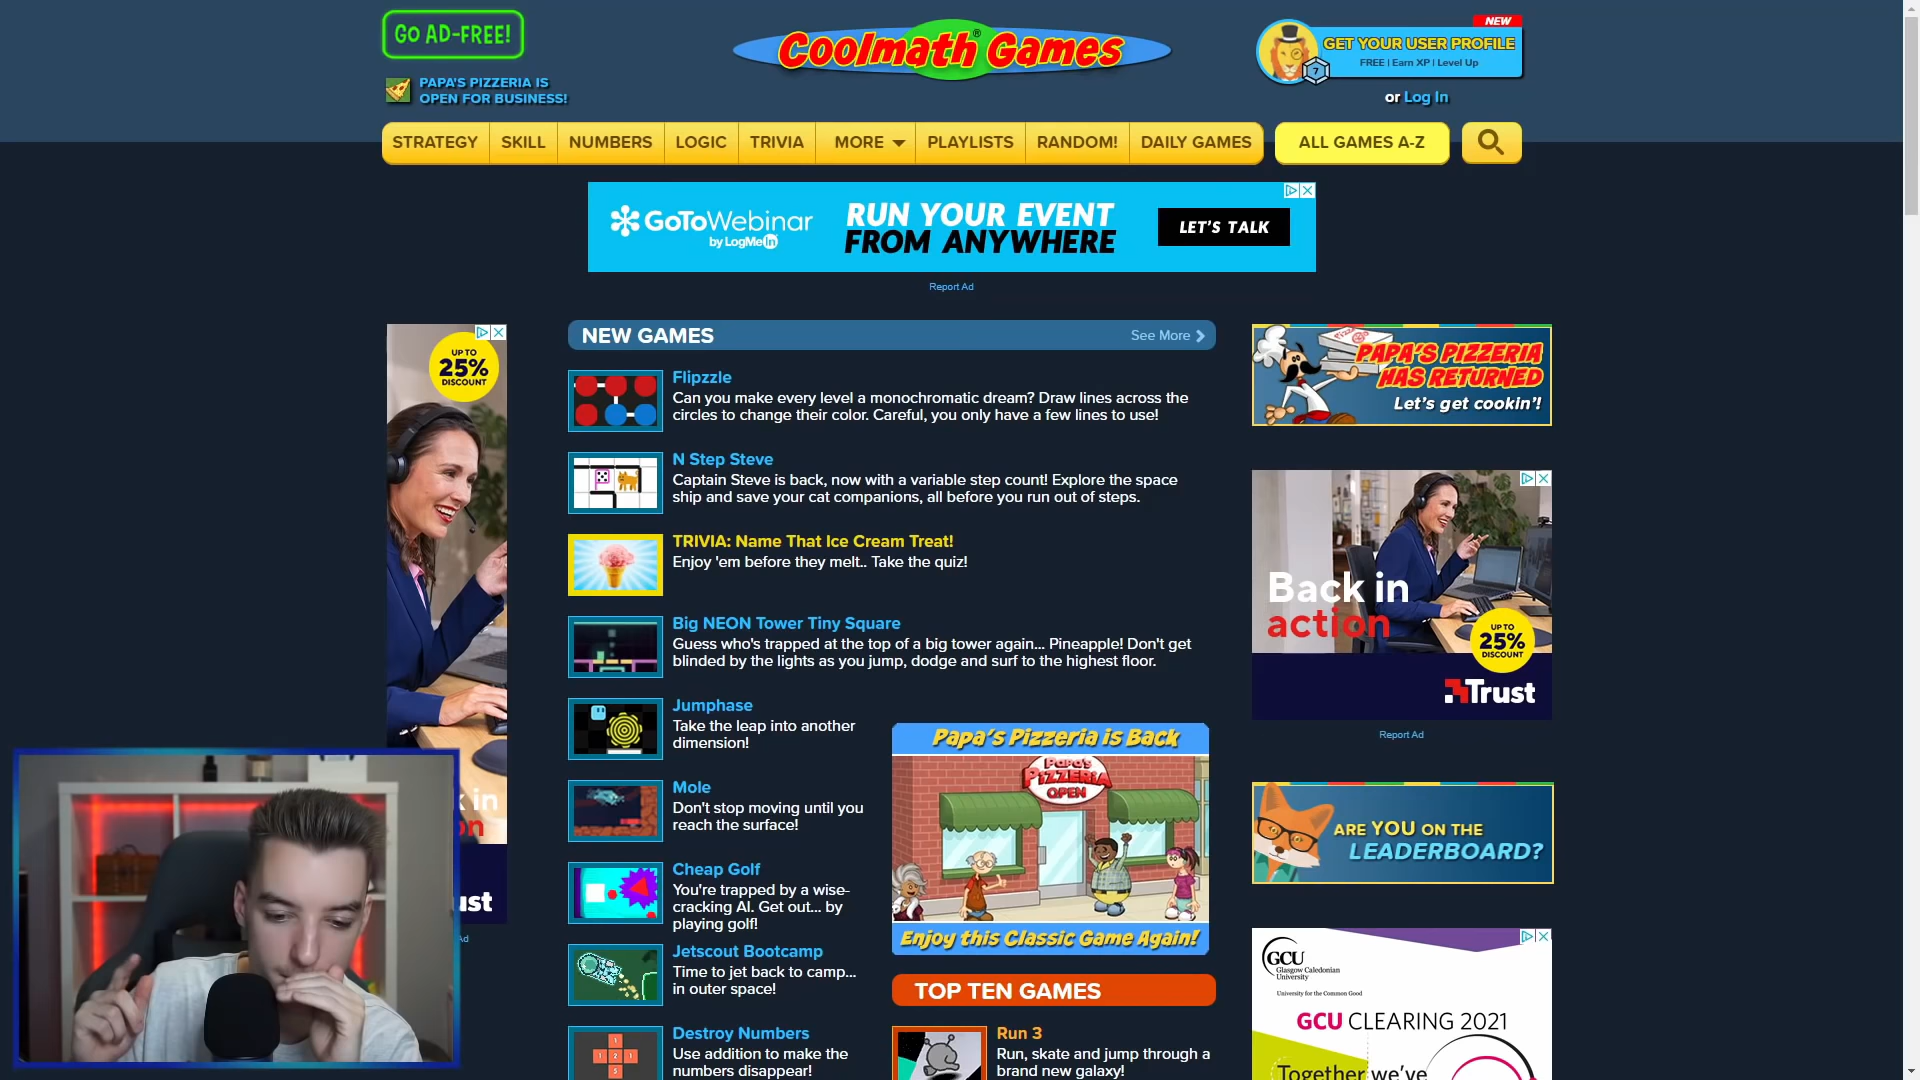 GO AD-FREE!
PAPA'S PIZZERIA IS
OPEN FOR BUSINESS!
Coolmath Games®
NEW
GET YOUR USER PROFILE
FREE | Earn XP | Level Up
7
or Log In
STRATEGY
SKILL
NUMBERS
LOGIC
TRIVIA
MORE
PLAYLISTS
RANDOM!
DAILY GAMES
ALL GAMES A-Z
GoToWebinar
by LogMeIn
RUN YOUR EVENT
FROM ANYWHERE
LET'S TALK
Report Ad
UP TO
25%
DISCOUNT
k in
on
ust
Ad
NEW GAMES
See More
Flipzzle
Can you make every level a monochromatic dream? Draw lines across the
circles to change their color. Careful, you only have a few lines to use!
N Step Steve
Captain Steve is back, now with a variable step count! Explore the space
ship and save your cat companions, all before you run out of steps.
TRIVIA: Name That Ice Cream Treat!
Enjoy 'em before they melt.. Take the quiz!
Big NEON Tower Tiny Square
Guess who's trapped at the top of a big tower again... Pineapple! Don't get
blinded by the lights as you jump, dodge and surf to the highest floor.
Jumphase
Take the leap into another
dimension!
Mole
Don't stop moving until you
reach the surface!
Cheap Golf
You're trapped by a wise-
cracking AI. Get out... by
playing golf!
Jetscout Bootcamp
Time to jet back to camp...
in outer space!
Destroy Numbers
Use addition to make the
numbers disappear!
Papa's Pizzeria is Back
Papa's
PIZZERIA
OPEN
Enjoy this Classic Game Again!
TOP TEN GAMES
Run 3
Run, skate and jump through a
brand new galaxy!
PAPA'S PIZZERIA
HAS RETURNED
Let's get cookin'!
Back in
action
UP TO
25%
DISCOUNT
Trust
Report Ad
ARE YOU ON THE
LEADERBOARD?
GCU
Glasgow Caledonian
University
University for the Common Good
GCU CLEARING 2021
Together we've